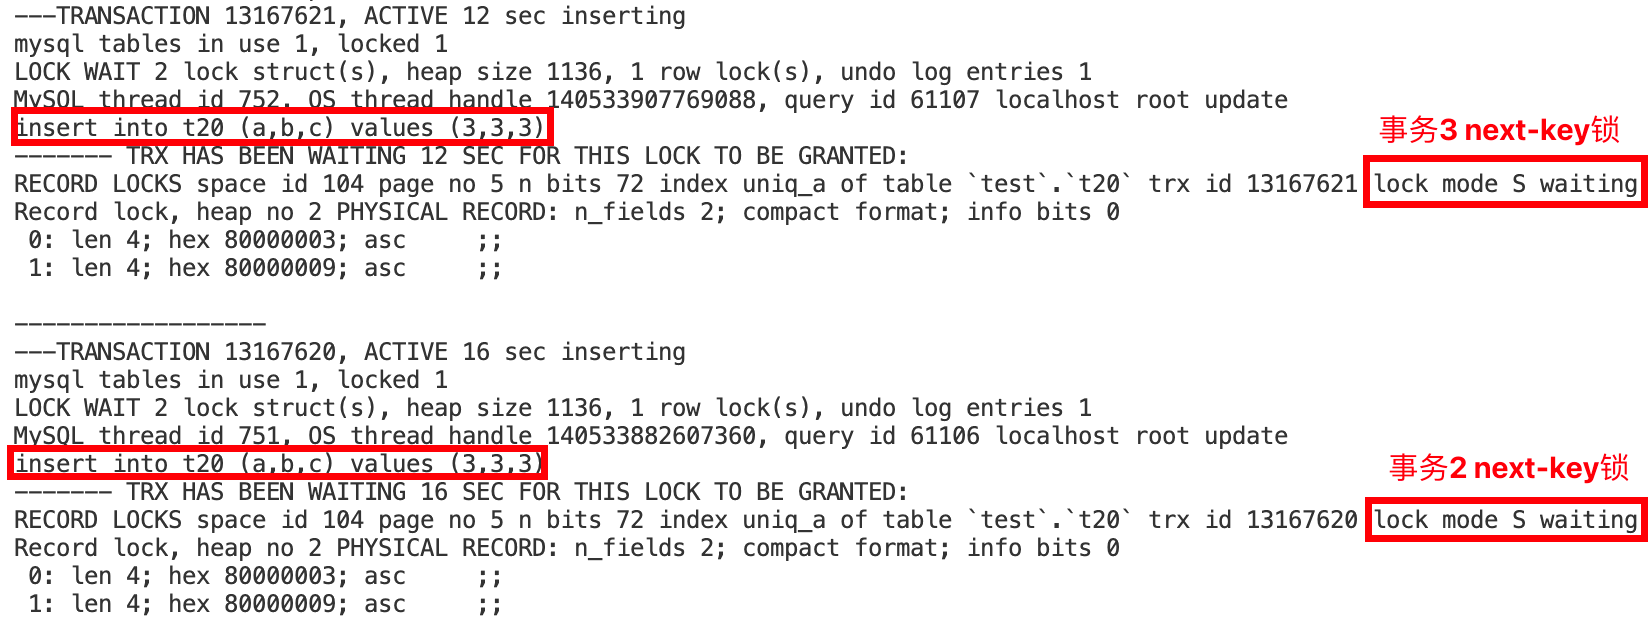 ---TRANSACTION 13167621, ACTIVE 12 sec inserting
mysql tables in use 1, locked 1
LOCK WAIT 2 lock struct(s), heap size 1136, 1 row lock(s), undo log entries 1
MySQL thread id 752, OS thread handle 140533907769088, query id 61107 localhost root update
insert into t20 (a,b,c) values (3,3,3)
事务3 next-key锁
------- TRX HAS BEEN WAITING 12 SEC FOR THIS LOCK TO BE GRANTED:
RECORD LOCKS space id 104 page no 5 n bits 72 index uniq_a of table `test`.`t20` trx id 13167621 lock mode S waiting
Record lock, heap no 2 PHYSICAL RECORD: n_fields 2; compact format; info bits 0
 0: len 4; hex 80000003; asc     ;;
 1: len 4; hex 80000009; asc     ;;
------------------
---TRANSACTION 13167620, ACTIVE 16 sec inserting
mysql tables in use 1, locked 1
LOCK WAIT 2 lock struct(s), heap size 1136, 1 row lock(s), undo log entries 1
MySQL thread id 751, OS thread handle 140533882607360, query id 61106 localhost root update
insert into t20 (a,b,c) values (3,3,3)
事务2 next-key锁
------- TRX HAS BEEN WAITING 16 SEC FOR THIS LOCK TO BE GRANTED:
RECORD LOCKS space id 104 page no 5 n bits 72 index uniq_a of table `test`.`t20` trx id 13167620 lock mode S waiting
Record lock, heap no 2 PHYSICAL RECORD: n_fields 2; compact format; info bits 0
 0: len 4; hex 80000003; asc     ;;
 1: len 4; hex 80000009; asc     ;;